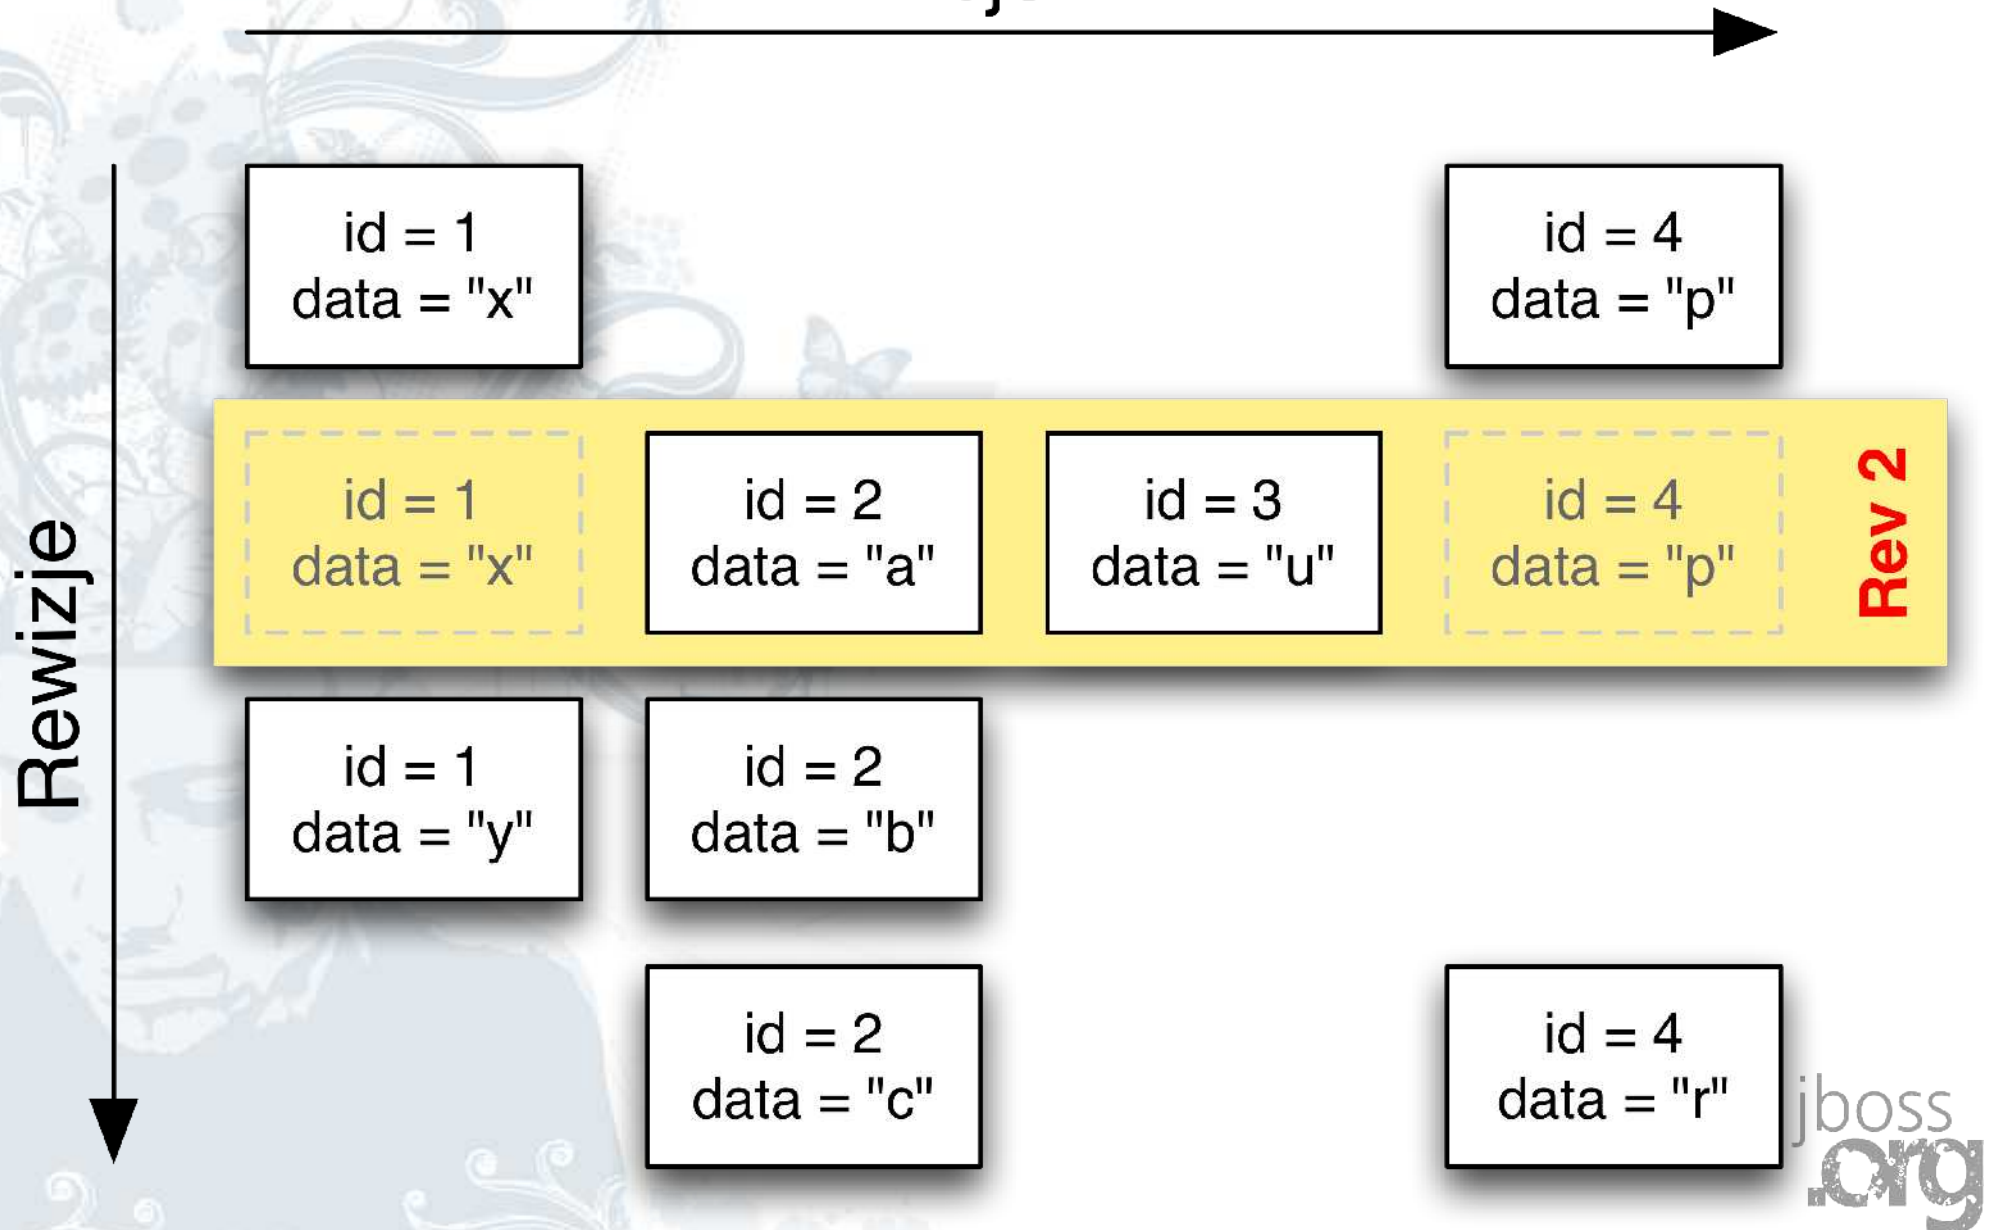 id = 1
data = "x"
id = 4
data = "p"
id = 1
data = "x"
id = 2
data = "a"
id = 3
data = "u"
id = 4
data = "p"
Rev 2
Rewizje
id = 1
data = "y"
id = 2
data = "b"
id = 2
data = "c"
id = 4
data = "r"
jboss
.org